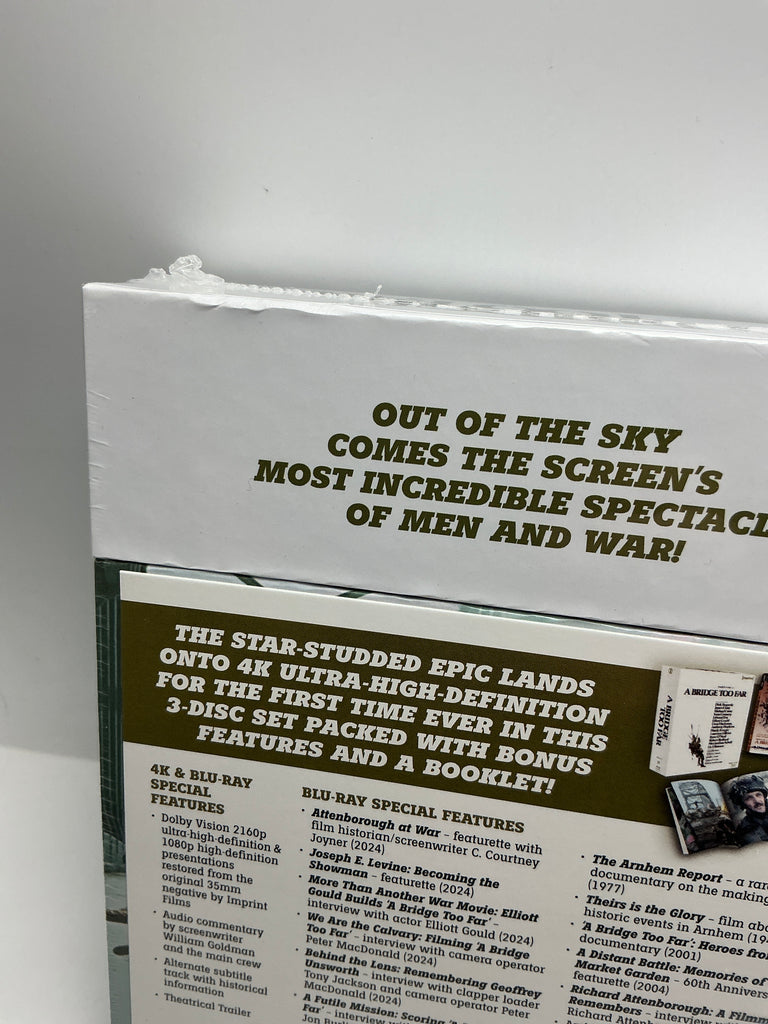 OUT OF THE SKY
COMES THE SCREEN'S
MOST INCREDIBLE
OF MEN AND WAR!
THE STAR-STUDDED EPIC LANDS
ONTO 4K ULTRA-HIGH-DEFINITION
FOR THE FIRST TIME EVER IN THIS
3-DISC SET PACKED WITH BONUS
FEATURES AND A BOOKLET!
A BRIDGE TOO FAR
A BRIDGE
TOO FAR
4K & BLU-RAY
SPECIAL
FEATURES
• Dolby Vision 2160p
ultra-high-definition &
1080p high-definition
presentations
restored from the
original 35mm
negative by Imprint
Films
• Audio commentary
by screenwriter
William Goldman
and the main crew
• Alternate subtitle
track with historical
information
• Theatrical Trailer
BLU-RAY SPECIAL FEATURES
• Attenborough at War – featurette with
film historian/screenwriter C. Courtney
Joyner (2024)
• Joseph E. Levine: Becoming the
Showman – featurette (2024)
• More Than Another War Movie: Elliott
Gould Builds 'A Bridge Too Far' –
interview with actor Elliott Gould (2024)
• We Are the Calvary: Filming 'A Bridge
Too Far' – interview with camera operator
Peter MacDonald (2024)
• Behind the Lens: Remembering Geoffrey
Unsworth – interview with clapper loader
Tony Jackson and camera operator Peter
MacDonald (2024)
• A Futile Mission: Scoring 'A
Far' – interview
• The Arnhem Report – a
documentary on the making
(1977)
• Theirs is the Glory – film
historic events in Arnhem
• 'A Bridge Too Far': Heroes
documentary (2001)
• A Distant Battle: Memories of
Market Garden – 60th
featurette (2004)
• Richard Attenborough: A
Remembers – interview
Richard